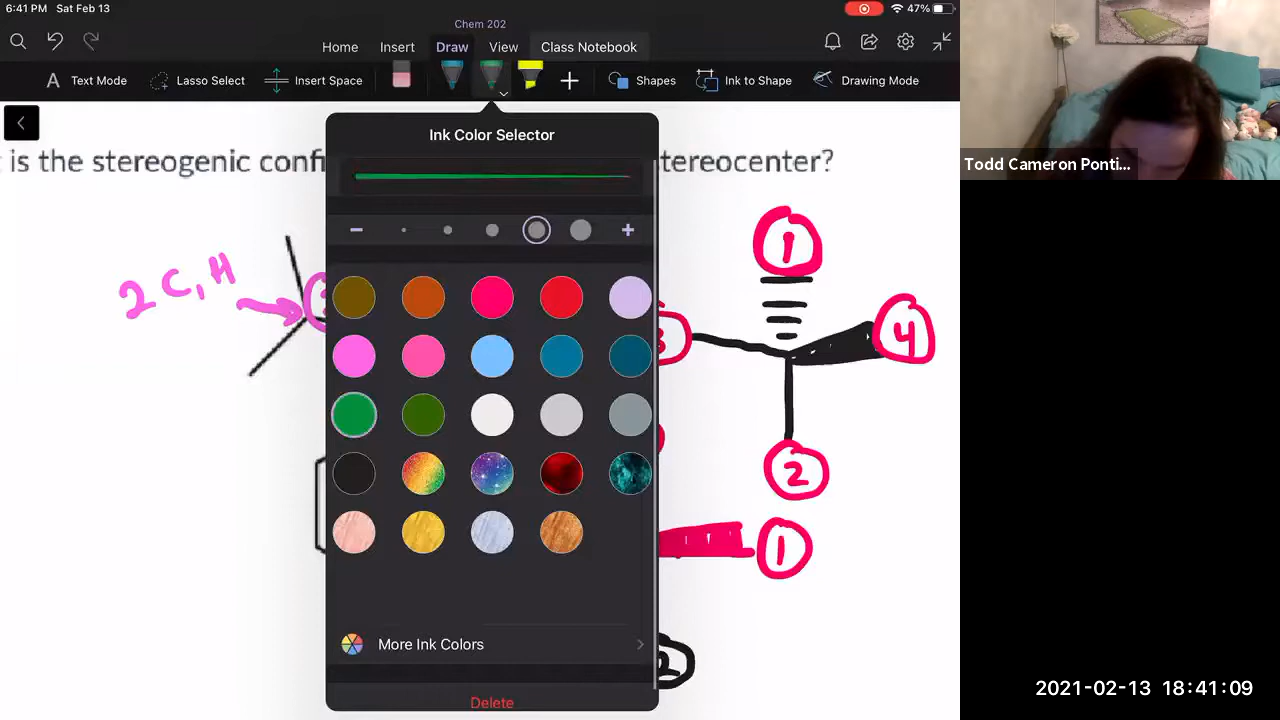 6:41 PM Sat Feb 13
47%
Chem 202
Home Insert Draw View Class Notebook
Text Mode Lasso Select Insert Space Shapes Ink to Shape Drawing Mode
Ink Color Selector
is the stereogenic confi
tereocenter?
2 C, H
1
4
2
1
More Ink Colors
Delete
Todd Cameron Ponti...
2021-02-13 18:41:09